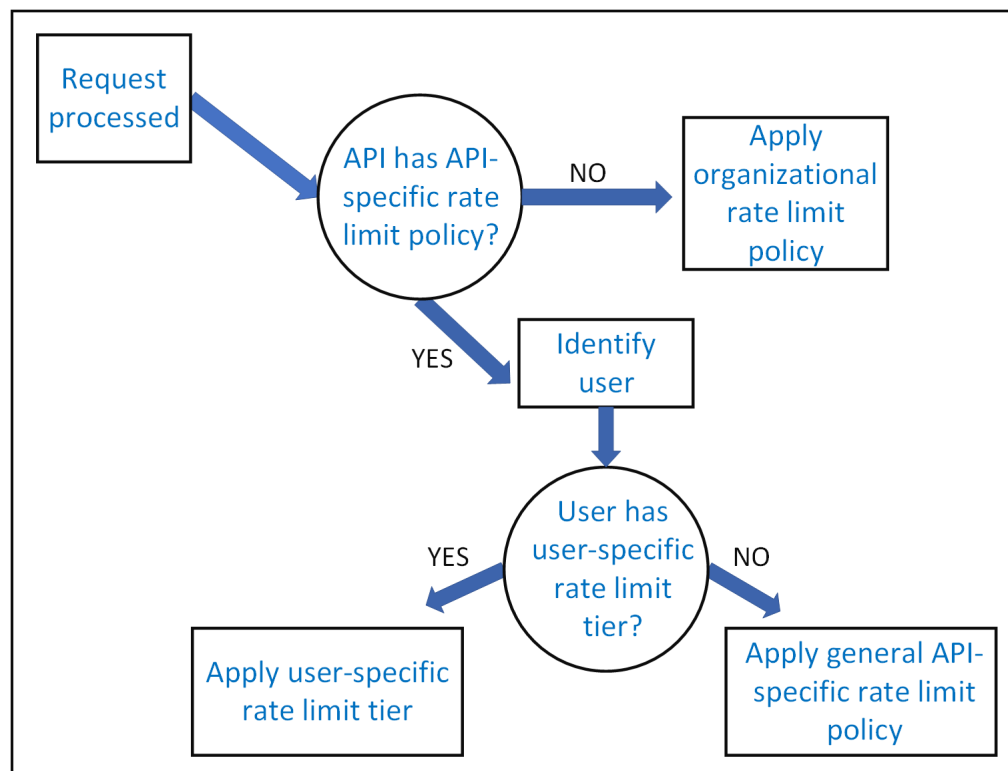 Request
processed
API has API-
specific rate
limit policy?
NO
Apply
organizational
rate limit
policy
YES
Identify
user
User has
user-specific
rate limit
tier?
YES
NO
Apply user-specific
rate limit tier
Apply general API-
specific rate limit
policy